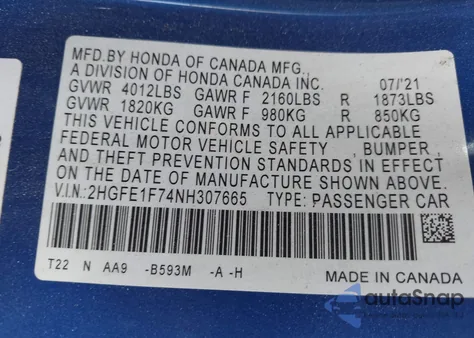 MFD.BY HONDA OF CANADA MFG.,
A DIVISION OF HONDA CANADA INC. 07/'21
GVWR 4012LBS GAWR F 2160LBS R 1873LBS
GVWR 1820KG GAWR F 980KG R 850KG
THIS VEHICLE CONFORMS TO ALL APPLICABLE
FEDERAL MOTOR VEHICLE SAFETY , BUMPER ,
AND THEFT PREVENTION STANDARDS IN EFFECT
ON THE DATE OF MANUFACTURE SHOWN ABOVE.
V.I.N.:2HGFE1F74NH307665 TYPE:PASSENGER CAR
T22 N AA9 -B593M -A -H
MADE IN CANADA
autoSnap